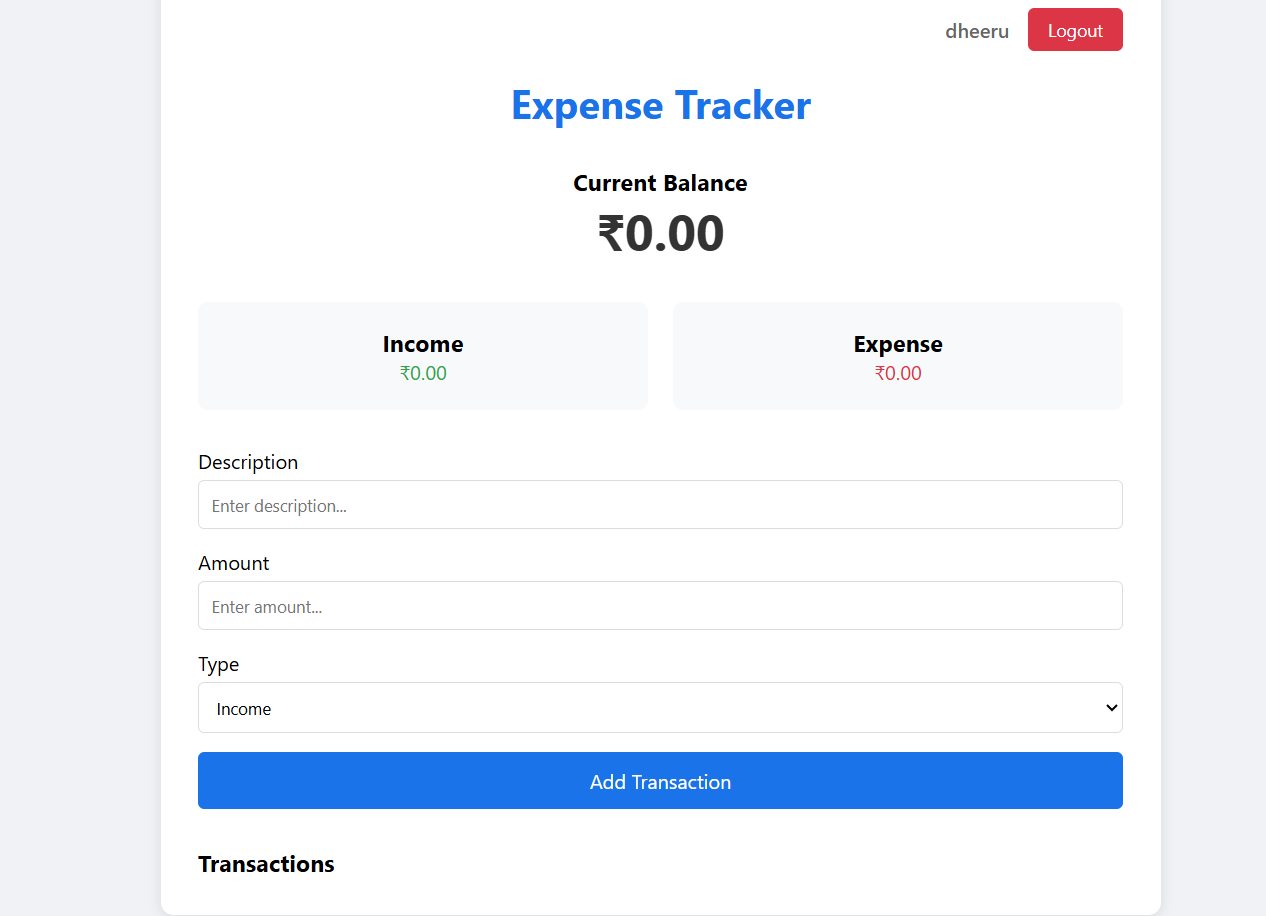 dheeru Logout
Expense Tracker
Current Balance
₹0.00
Income
₹0.00
Expense
₹0.00
Description
Enter description...
Amount
Enter amount...
Type
Income
Add Transaction
Transactions